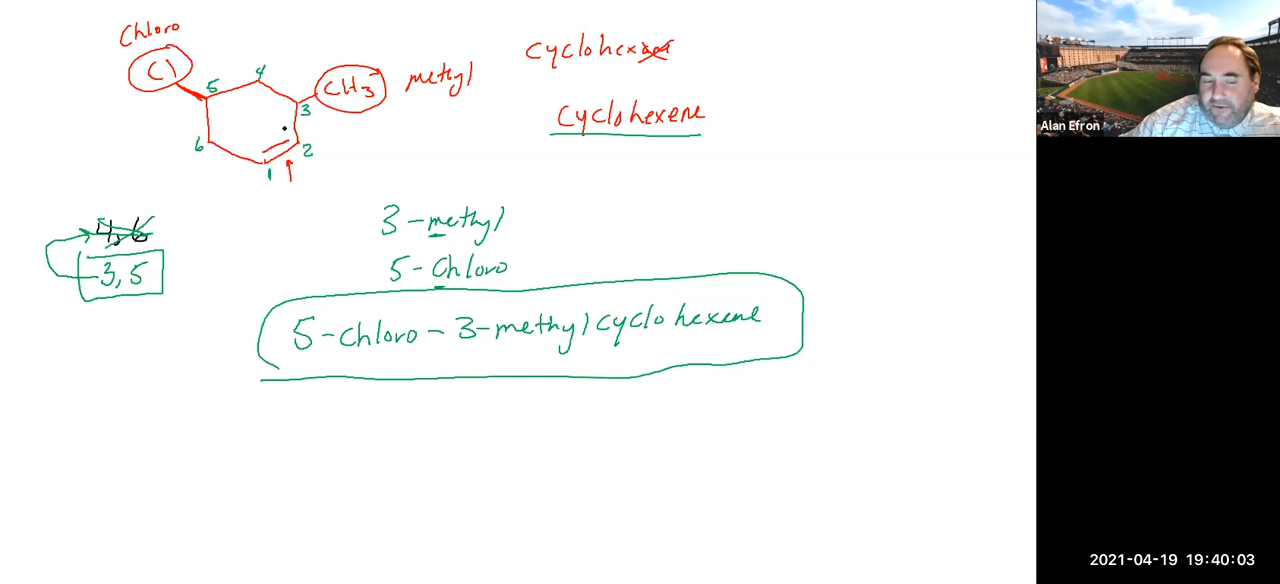 Chloro
Cl
CH3
methyl
cyclohexane
cyclohexene
1
2
3
4
5
6
4,6
3,5
3-methyl
5-chloro
5-chloro-3-methylcyclohexene
Alan Efron
2021-04-19 19:40:03